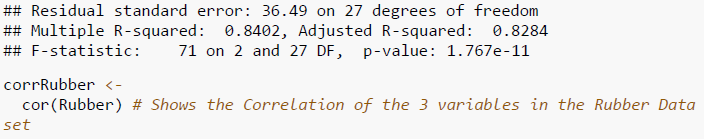 ## Residual standard error: 36.49 on 27 degrees of freedom
## Multiple R-squared:  0.8402, Adjusted R-squared:  0.8284
## F-statistic:    71 on 2 and 27 DF,  p-value: 1.767e-11
corrRubber <-
  cor(Rubber) # Shows the Correlation of the 3 variables in the Rubber Data
set